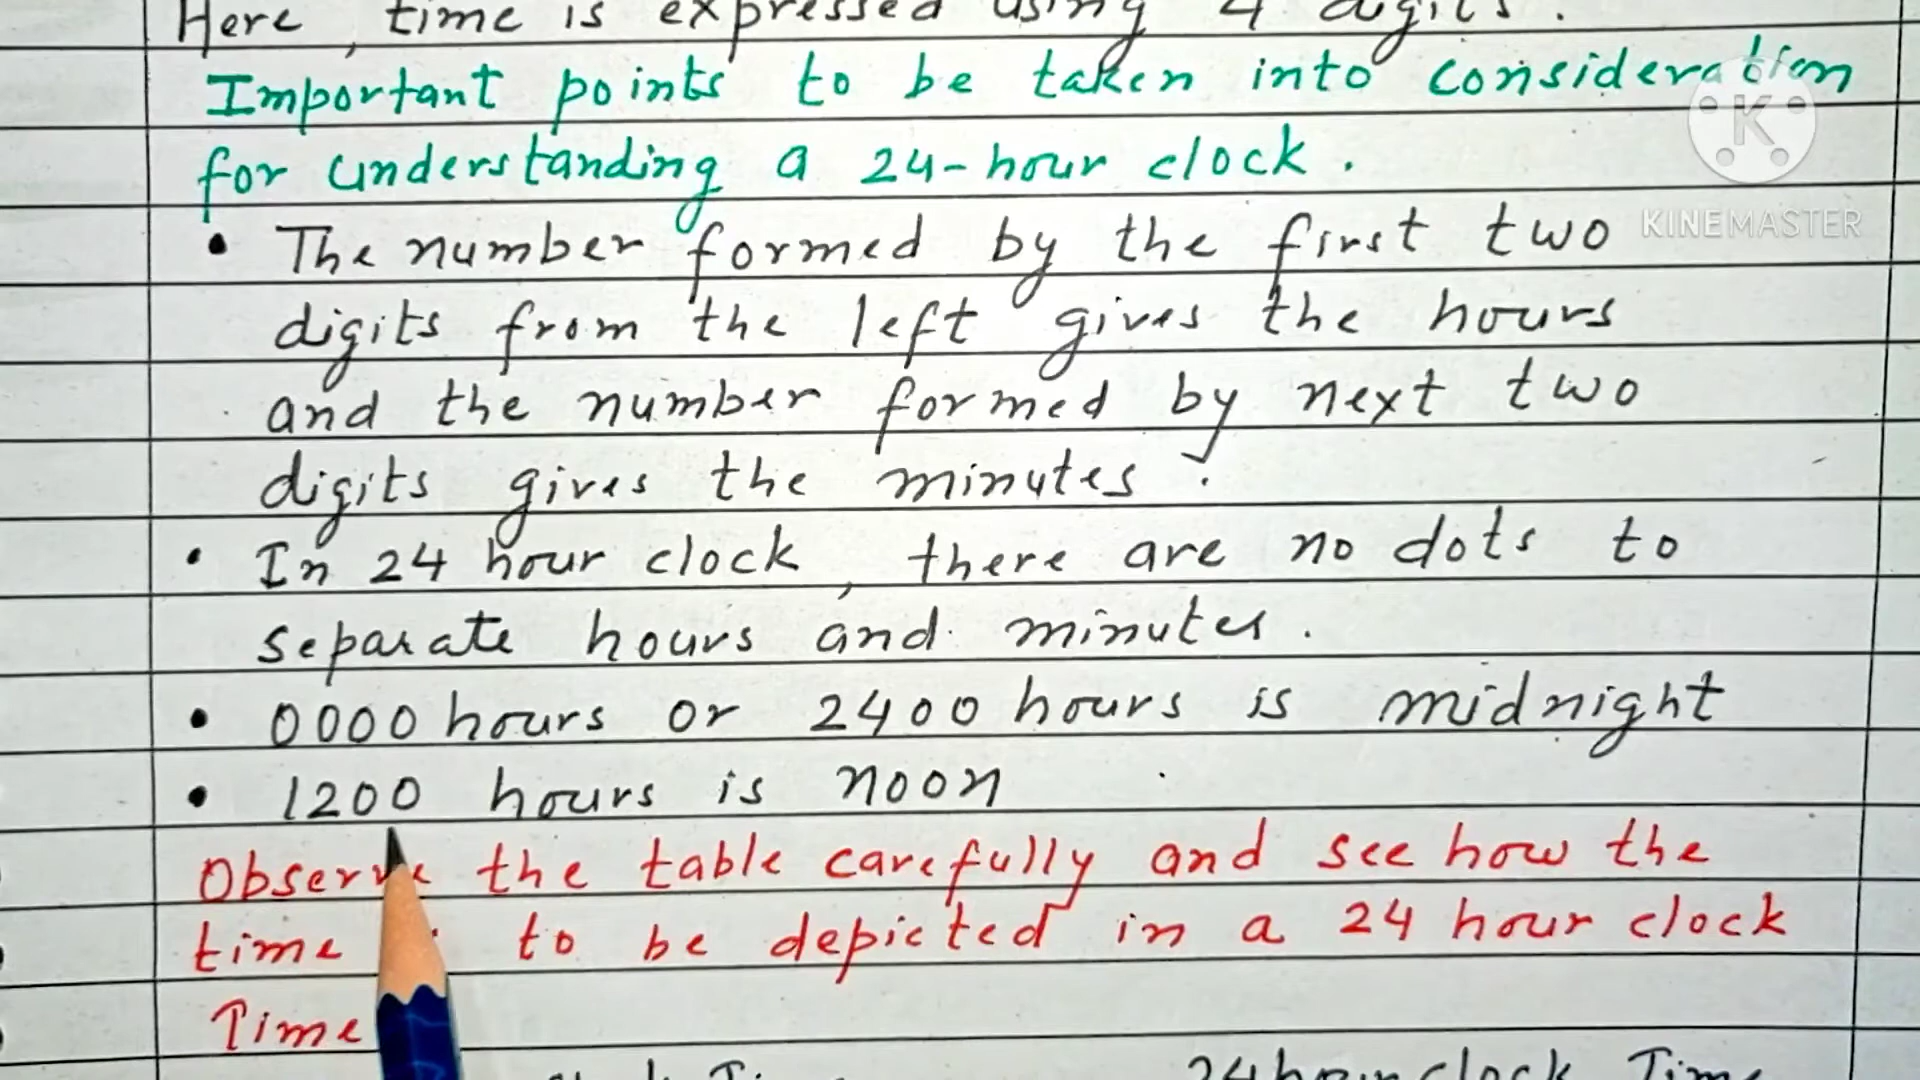 Here, time is expressed using 4 digits.
Important points to be taken into consideration
for understanding a 24-hour clock.
• The number formed by the first two
KINEMASTER
digits from the left gives the hours
and the number formed by next two
digits gives the minutes.
• In 24 hour clock, there are no dots to
separate hours and minutes.
• 0000 hours or 2400 hours is midnight
• 1200 hours is noon
Observe the table carefully and see how the
time to be depicted in a 24 hour clock
Time
24 hour clock Time